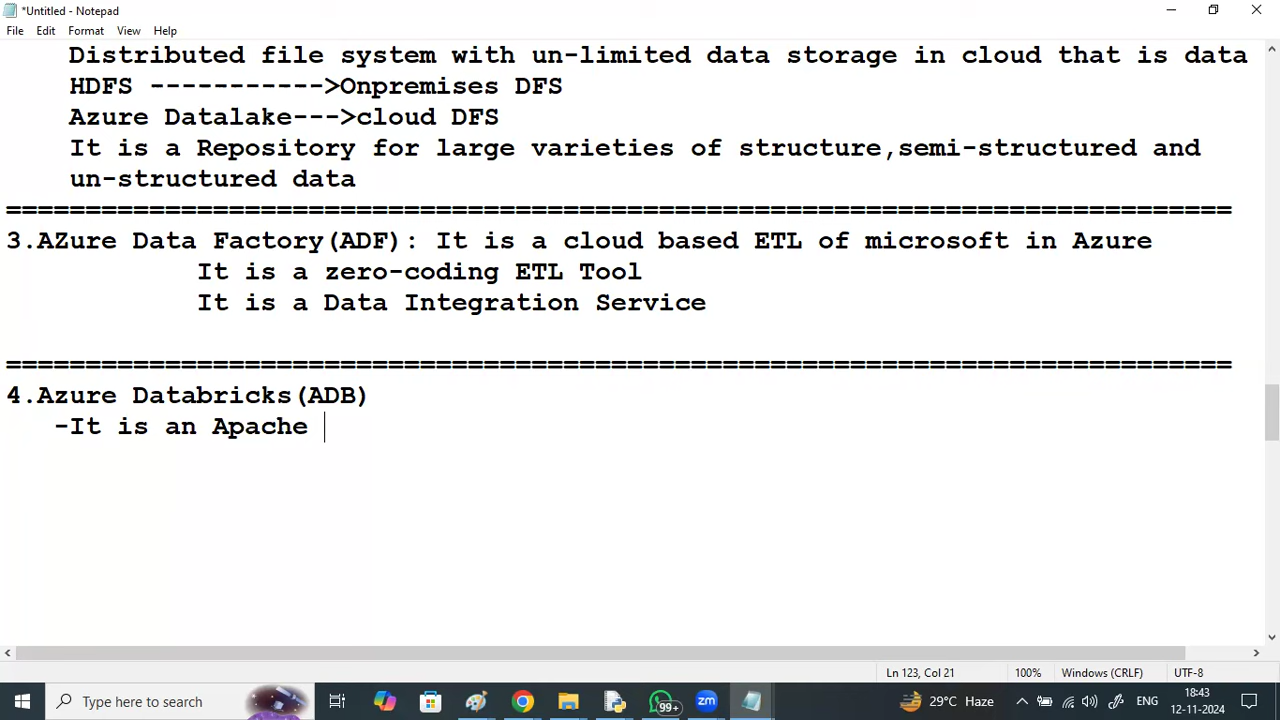 *Untitled - Notepad
File Edit Format View Help
Distributed file system with un-limited data storage in cloud that is data
HDFS ----------->Onpremises DFS
Azure Datalake--->cloud DFS
It is a Repository for large varieties of structure,semi-structured and
un-structured data
=============================================================================
3.AZure Data Factory(ADF): It is a cloud based ETL of microsoft in Azure
It is a zero-coding ETL Tool
It is a Data Integration Service
=============================================================================
4.Azure Databricks(ADB)
-It is an Apache
Ln 123, Col 21 100% Windows (CRLF) UTF-8
Type here to search 99+ zm 29°C Haze ENG 18:43
12-11-2024